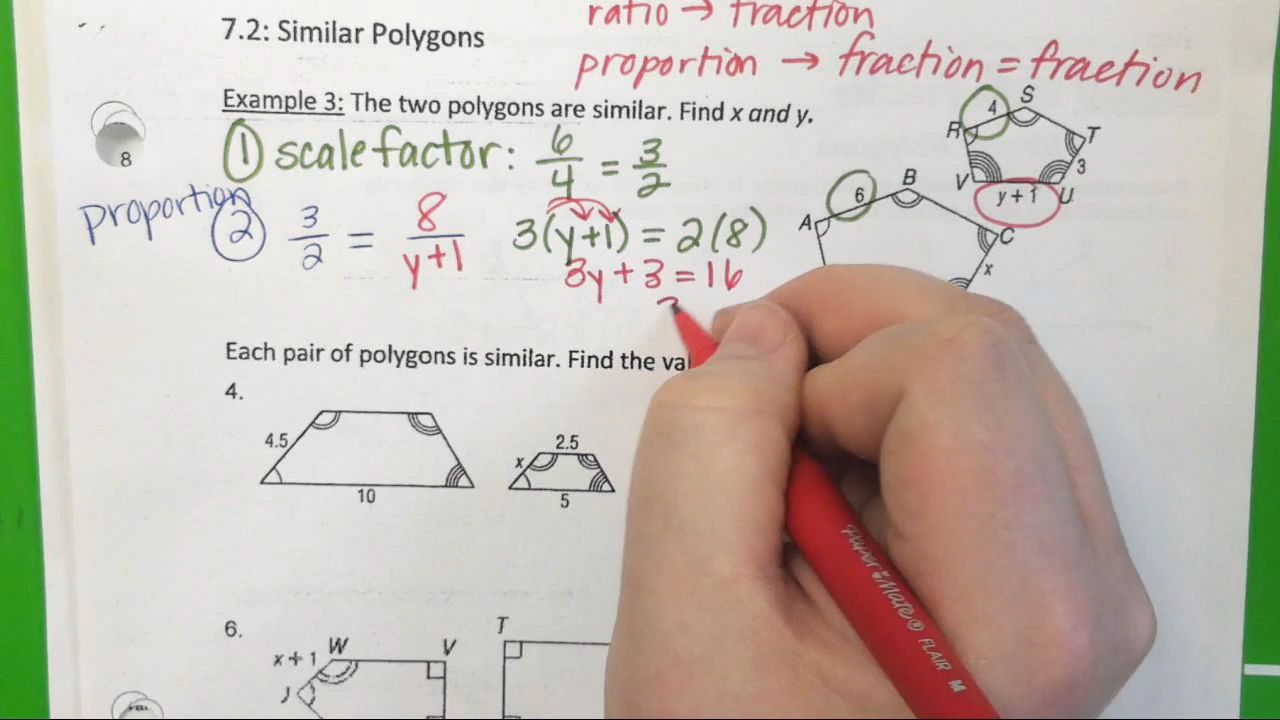 ratio → fraction
7.2: Similar Polygons
proportion → fraction = fraction
Example 3: The two polygons are similar. Find x and y.
8
① scale factor: 6/4 = 3/2
proportion
② 3/2 = 8/y+1
3(y+1) = 2(8)
3y + 3 = 16
R 4 S
T
V 3
y + 1 U
A 6 B
C
x
Each pair of polygons is similar. Find the
4.
4.5
10
2.5
x
5
6.
x + 1 W V
J
T
Paper:Mate® FLAIR M